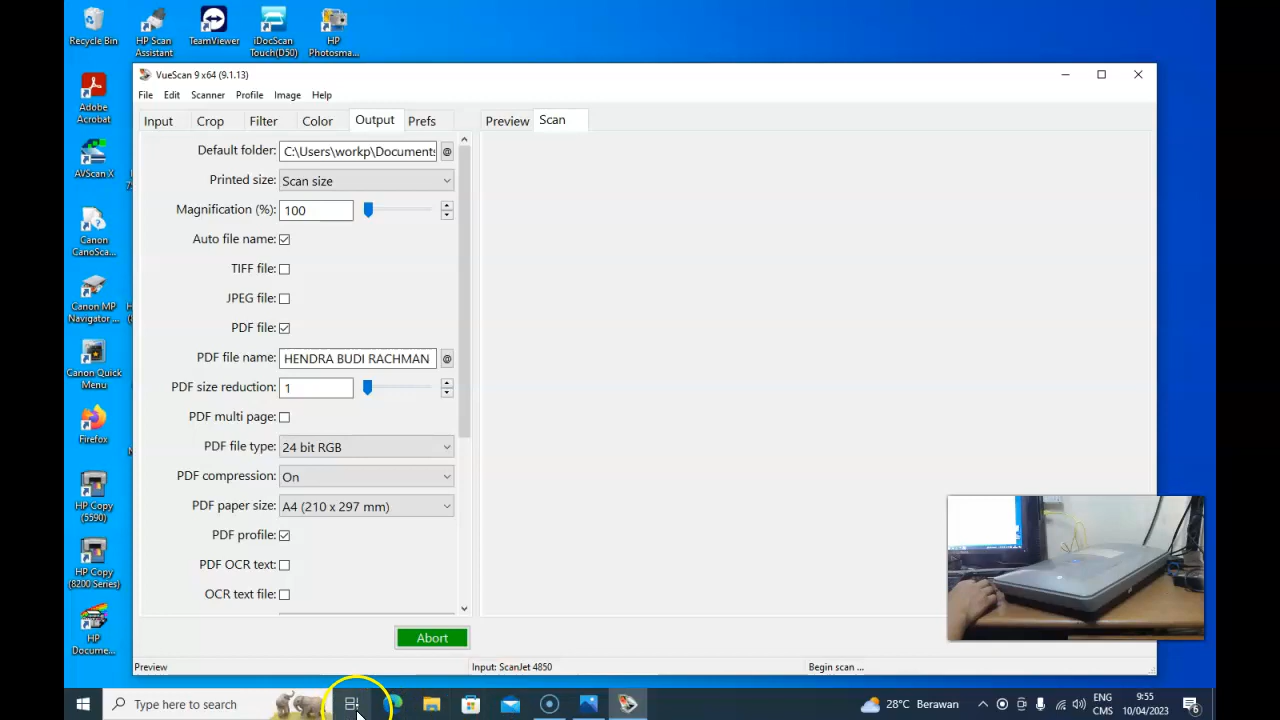 Recycle Bin
HP Scan
Assistant
TeamViewer
iDocScan
Touch(D50)
HP
Photosma...
Adobe
Acrobat
AVScan X
Canon
CanoSca...
Canon MP
Navigator ...
Canon Quick
Menu
Firefox
HP Copy
(5590)
HP Copy
(8200 Series)
HP
Docume...
VueScan 9 x64 (9.1.13)
File Edit Scanner Profile Image Help
Input Crop Filter Color Output Prefs
Preview Scan
Default folder: C:\Users\workp\Documents @
Printed size: Scan size
Magnification (%): 100
Auto file name:
TIFF file:
JPEG file:
PDF file:
PDF file name: HENDRA BUDI RACHMAN @
PDF size reduction: 1
PDF multi page:
PDF file type: 24 bit RGB
PDF compression: On
PDF paper size: A4 (210 x 297 mm)
PDF profile:
PDF OCR text:
OCR text file:
Abort
Preview Input: ScanJet 4850 Begin scan ...
Type here to search
28°C Berawan
ENG
CMS
9:55
10/04/2023
6